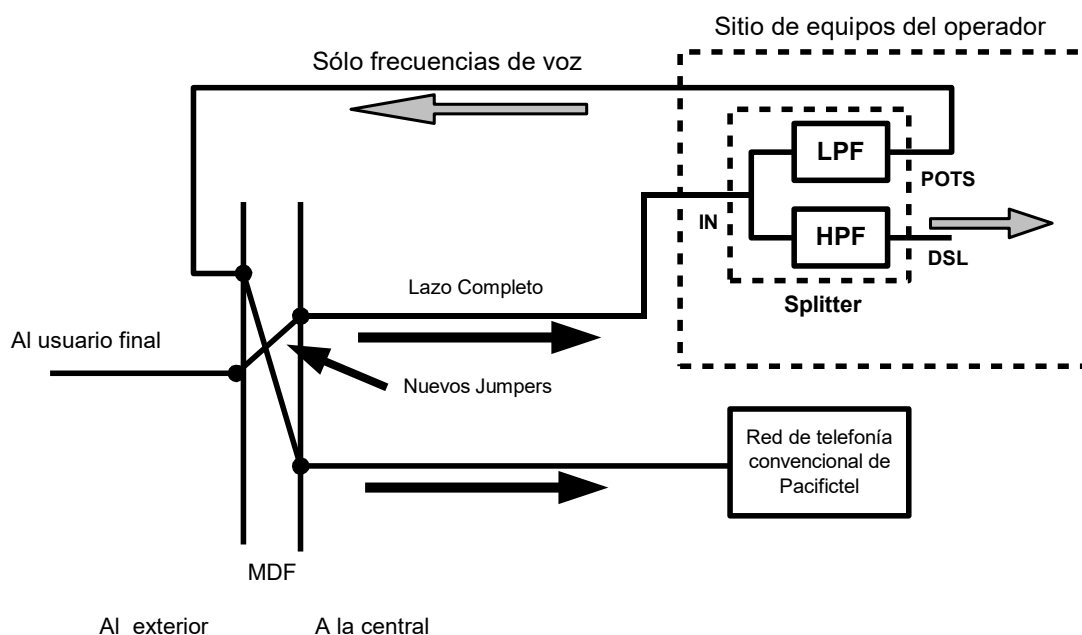 Sitio de equipos del operador
Sólo frecuencias de voz
LPF
POTS
IN
HPF
DSL
Splitter
Lazo Completo
Al usuario final
Nuevos Jumpers
Red de telefonía
convencional de
Pacifictel
MDF
Al exterior
A la central